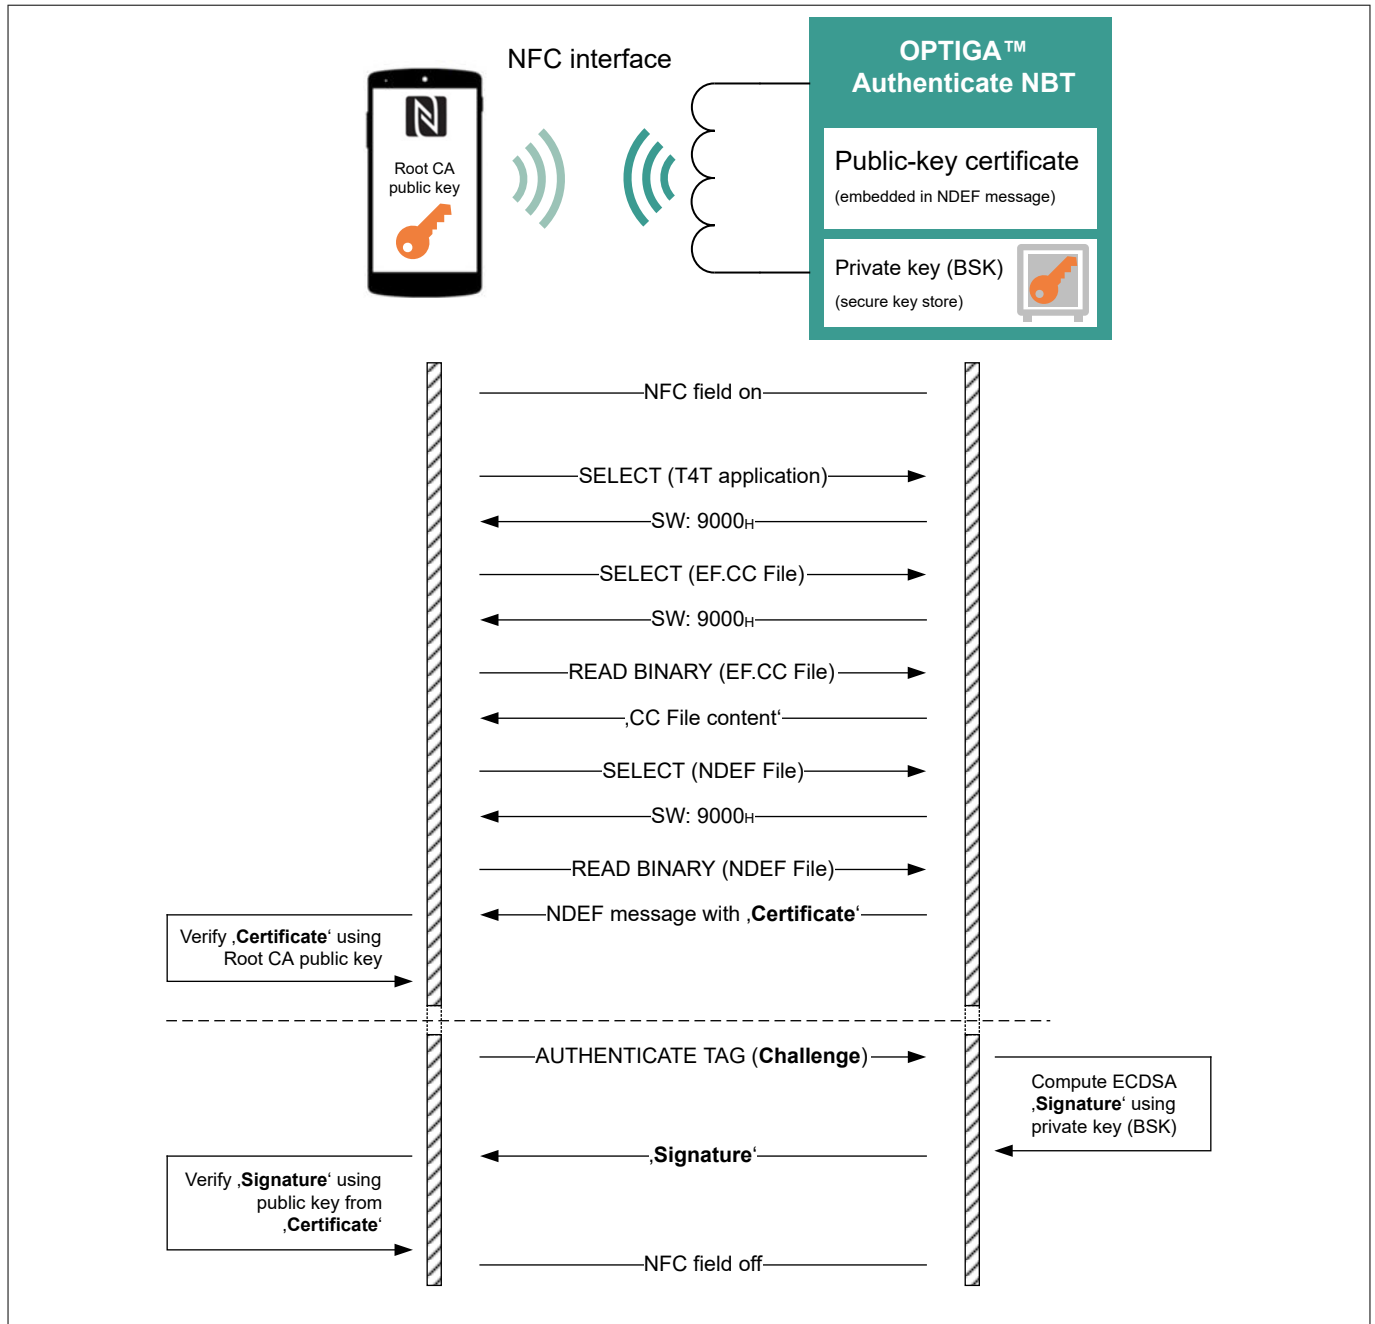 NFC interface
OPTIGA™
Authenticate NBT
Root CA
public key
Public-key certificate
(embedded in NDEF message)
Private key (BSK)
(secure key store)
NFC field on
SELECT (T4T application)
SW: 9000H
SELECT (EF.CC File)
SW: 9000H
READ BINARY (EF.CC File)
‚CC File content‘
SELECT (NDEF File)
SW: 9000H
READ BINARY (NDEF File)
NDEF message with ‚Certificate‘
Verify ‚Certificate‘ using
Root CA public key
AUTHENTICATE TAG (Challenge)
Compute ECDSA
‚Signature‘ using
private key (BSK)
‚Signature‘
Verify ‚Signature‘ using
public key from
‚Certificate‘
NFC field off